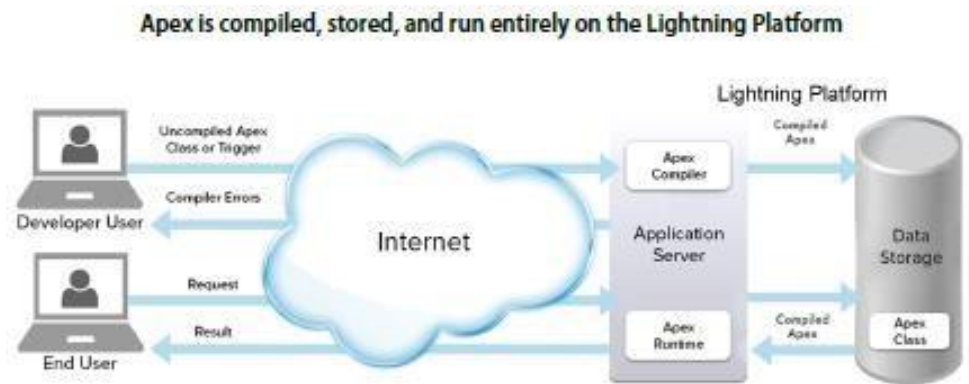 Apex is compiled, stored, and run entirely on the Lightning Platform
Lightning Platform
Uncompiled Apex
Class or Trigger
Compiler Errors
Developer User
Internet
Apex
Compiler
Compiled
Apex
Application
Server
Data
Storage
Request
Result
End User
Apex
Runtime
Compiled
Apex
Apex
Class